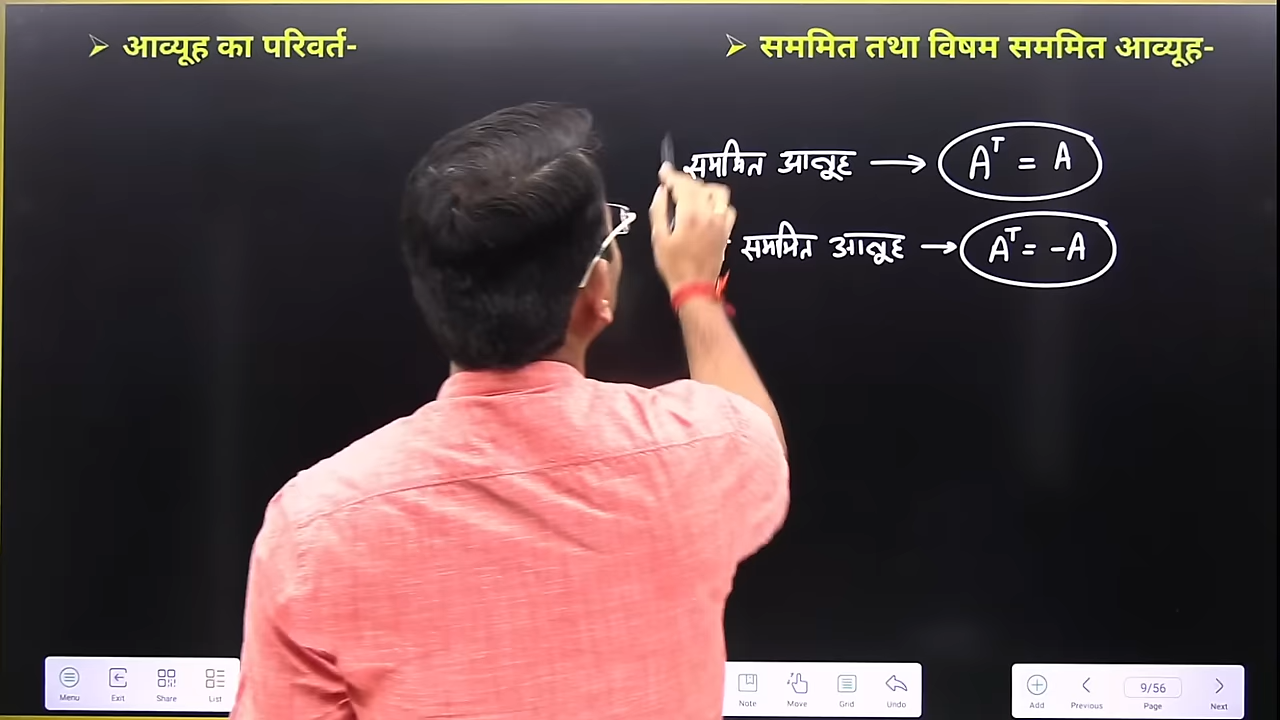 ➢ आव्यूह का परिवर्त-
➢ सममित तथा विषम सममित आव्यूह-
सममित आव्यूह → Aᵀ = A
सममित आव्यूह → Aᵀ = -A
Menu Exit Share List Note Move Grid Undo Add Previous 9/56 Page Next